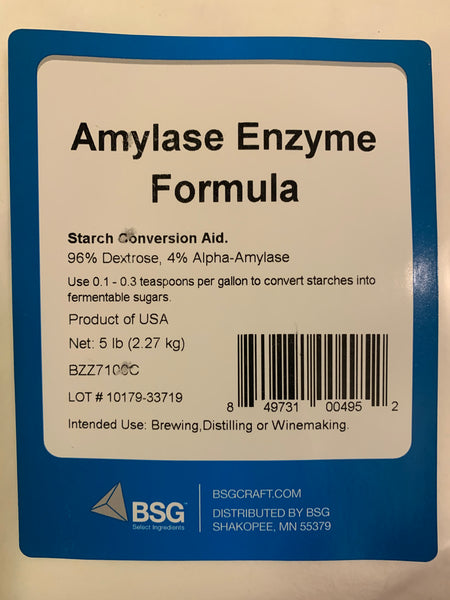 Amylase Enzyme
Formula
Starch Conversion Aid.
96% Dextrose, 4% Alpha-Amylase
Use 0.1 - 0.3 teaspoons per gallon to convert starches into
fermentable sugars.
Product of USA
Net: 5 lb (2.27 kg)
BZZ7100C
LOT # 10179-33719
8 49731 00495 2
Intended Use: Brewing,Distilling or Winemaking.
BSG™
Select Ingredients
BSGCRAFT.COM
DISTRIBUTED BY BSG
SHAKOPEE, MN 55379